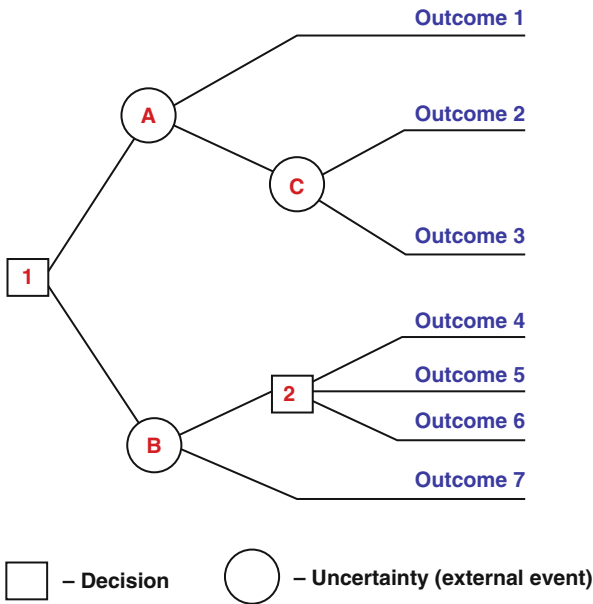 Outcome 1
A
Outcome 2
C
Outcome 3
1
Outcome 4
Outcome 5
2
Outcome 6
B
Outcome 7
– Decision
– Uncertainty (external event)